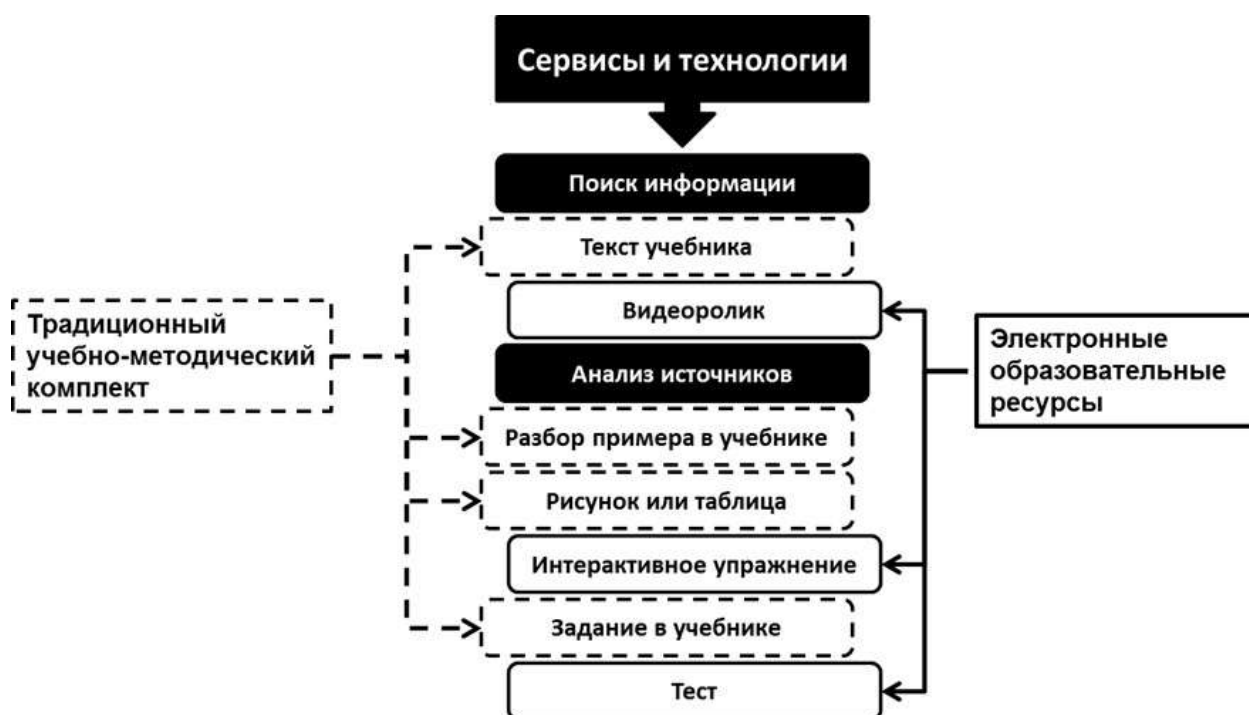 Сервисы и технологии
Поиск информации
Текст учебника
Видеоролик
Традиционный
учебно-методический
комплект
Анализ источников
Электронные
образовательные
ресурсы
Разбор примера в учебнике
Рисунок или таблица
Интерактивное упражнение
Задание в учебнике
Тест